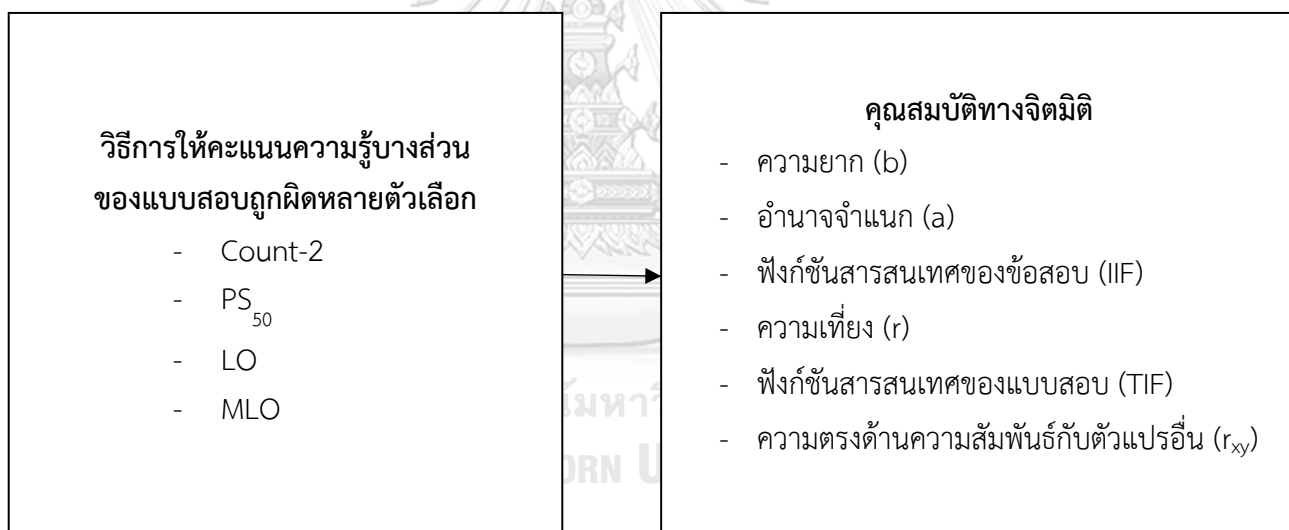 วิธีการให้คะแนนความรู้บางส่วน
ของแบบสอบถูกผิดหลายตัวเลือก
- Count-2
- PS50
- LO
- MLO
คุณสมบัติทางจิตมิติ
- ความยาก (b)
- อำนาจจำแนก (a)
- ฟังก์ชันสารสนเทศของข้อสอบ (IIF)
- ความเที่ยง (r)
- ฟังก์ชันสารสนเทศของแบบสอบ (TIF)
- ความตรงด้านความสัมพันธ์กับตัวแปรอื่น (rxy)